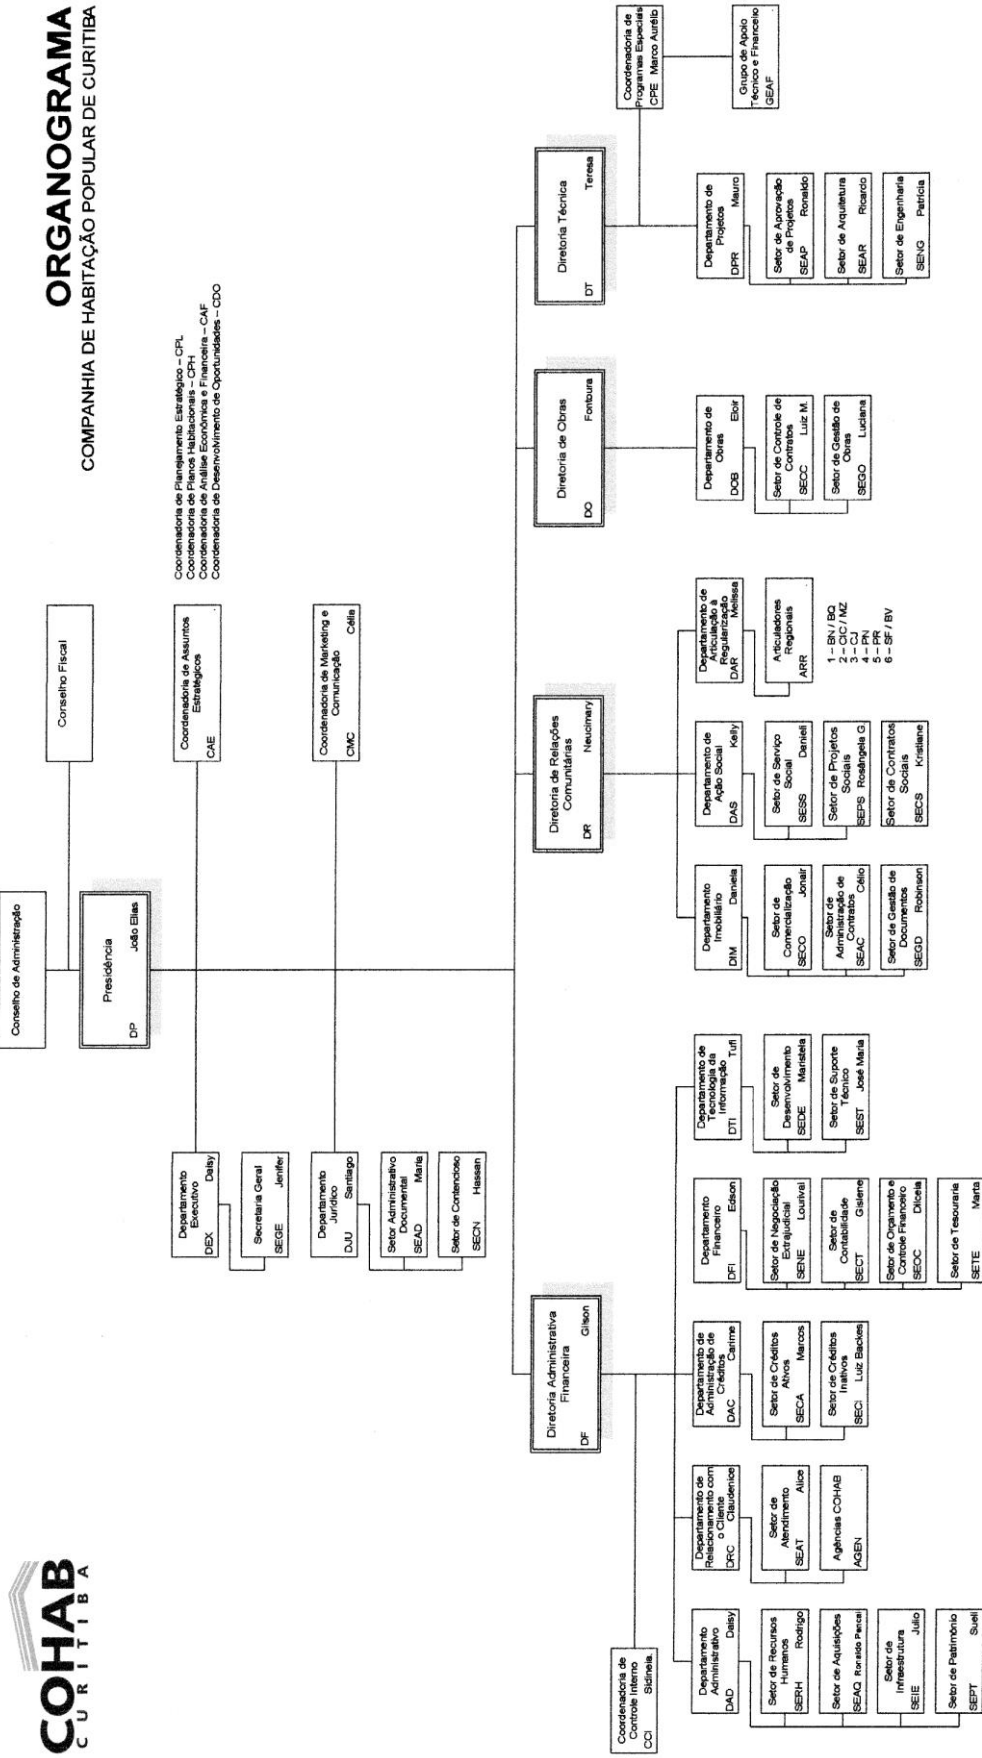 COHAB
CURITIBA
ORGANOGRAMA
COMPANHIA DE HABITAÇÃO POPULAR DE CURITIBA
Conselho de Administração
Conselho Fiscal
Presidência
DP João Elias
Coordenadoria de Assuntos
Estratégicos
CAE
Coordenadoria de Planejamento Estratégico – CPL
Coordenadoria de Planos Habitacionais – CPH
Coordenadoria de Análise Econômica e Financeira – CAF
Coordenadoria de Desenvolvimento de Oportunidades – CDO
Departamento
Executivo
DEX Daisy
Secretaria Geral
SEGE Jenifer
Coordenadoria de Marketing e
Comunicação
CMC Célia
Departamento
Jurídico
DJU Santiago
Setor Administrativo
Documental
SEAD Maria
Setor de Contencioso
SECN Hassan
Diretoria Administrativa
Financeira
DF Gilson
Diretoria de Relações
Comunitárias
DR Neucimary
Diretoria de Obras
DO Fontoura
Diretoria Técnica
DT Teresa
Coordenadoria de
Controle Interno
CCI Sidineia.
Coordenadoria de
Programas Especiais
CPE Marco Aurélio
Grupo de Apoio
Técnico e Financeiro
GEAF
Departamento
Administrativo
DAD Daisy
Setor de Recursos
Humanos
SERH Rodrigo
Setor de Aquisições
SEAQ Ronaldo
Setor de
Infraestrutura
SEIE Julio
Setor de Patrimônio
SEPT Sueli
Departamento de
Relacionamento com
o Cliente
DRC Claudenice
Setor de
Atendimento
SEAT Alice
Agências COHAB
AGEN
Departamento de
Administração de
Créditos
DAC Carime
Setor de Créditos
Ativos
SECA Marcos
Setor de Créditos
Inativos
SECI Luiz Backes
Departamento
Financeiro
DFI Edson
Setor de Negociação
Extrajudicial
SENE Lourival
Setor de
Contabilidade
SECT Gislene
Setor de Orçamento e
Controle Financeiro
SEOC Dilceia
Setor de Tesouraria
SETE Marta
Departamento de
Tecnologia da
Informação
DTI Tufi
Setor de
Desenvolvimento
SEDE Maristela
Setor de Suporte
Técnico
SEST José Maria
Departamento
Imobiliário
DIM Daniela
Setor de
Comercialização
SECO Jonair
Setor de
Administração de
Contratos
SEAC Célio
Setor de Gestão de
Documentos
SEGD Robinson
Departamento de
Ação Social
DAS Kelly
Setor de Serviço
Social
SESS Danieli
Setor de Projetos
Sociais
SEPS Rosângela G.
Setor de Contratos
Sociais
SECS Kristiane
Departamento de
Articulação à
Regularização
DAR Melissa
Articuladores
Regionais
ARR
1 – BN / BQ
2 – CIC / MZ
3 – CJ
4 – PN
5 – PR
6 – SF / BV
Departamento de
Obras
DOB Eloir
Setor de Controle de
Contratos
SECC Luiz M.
Setor de Gestão de
Obras
SEGO Luciana
Departamento de
Projetos
DPR Mauro
Setor de Aprovação
de Projetos
SEAP Ronaldo
Setor de Arquitetura
SEAR Ricardo
Setor de Engenharia
SENG Patrícia